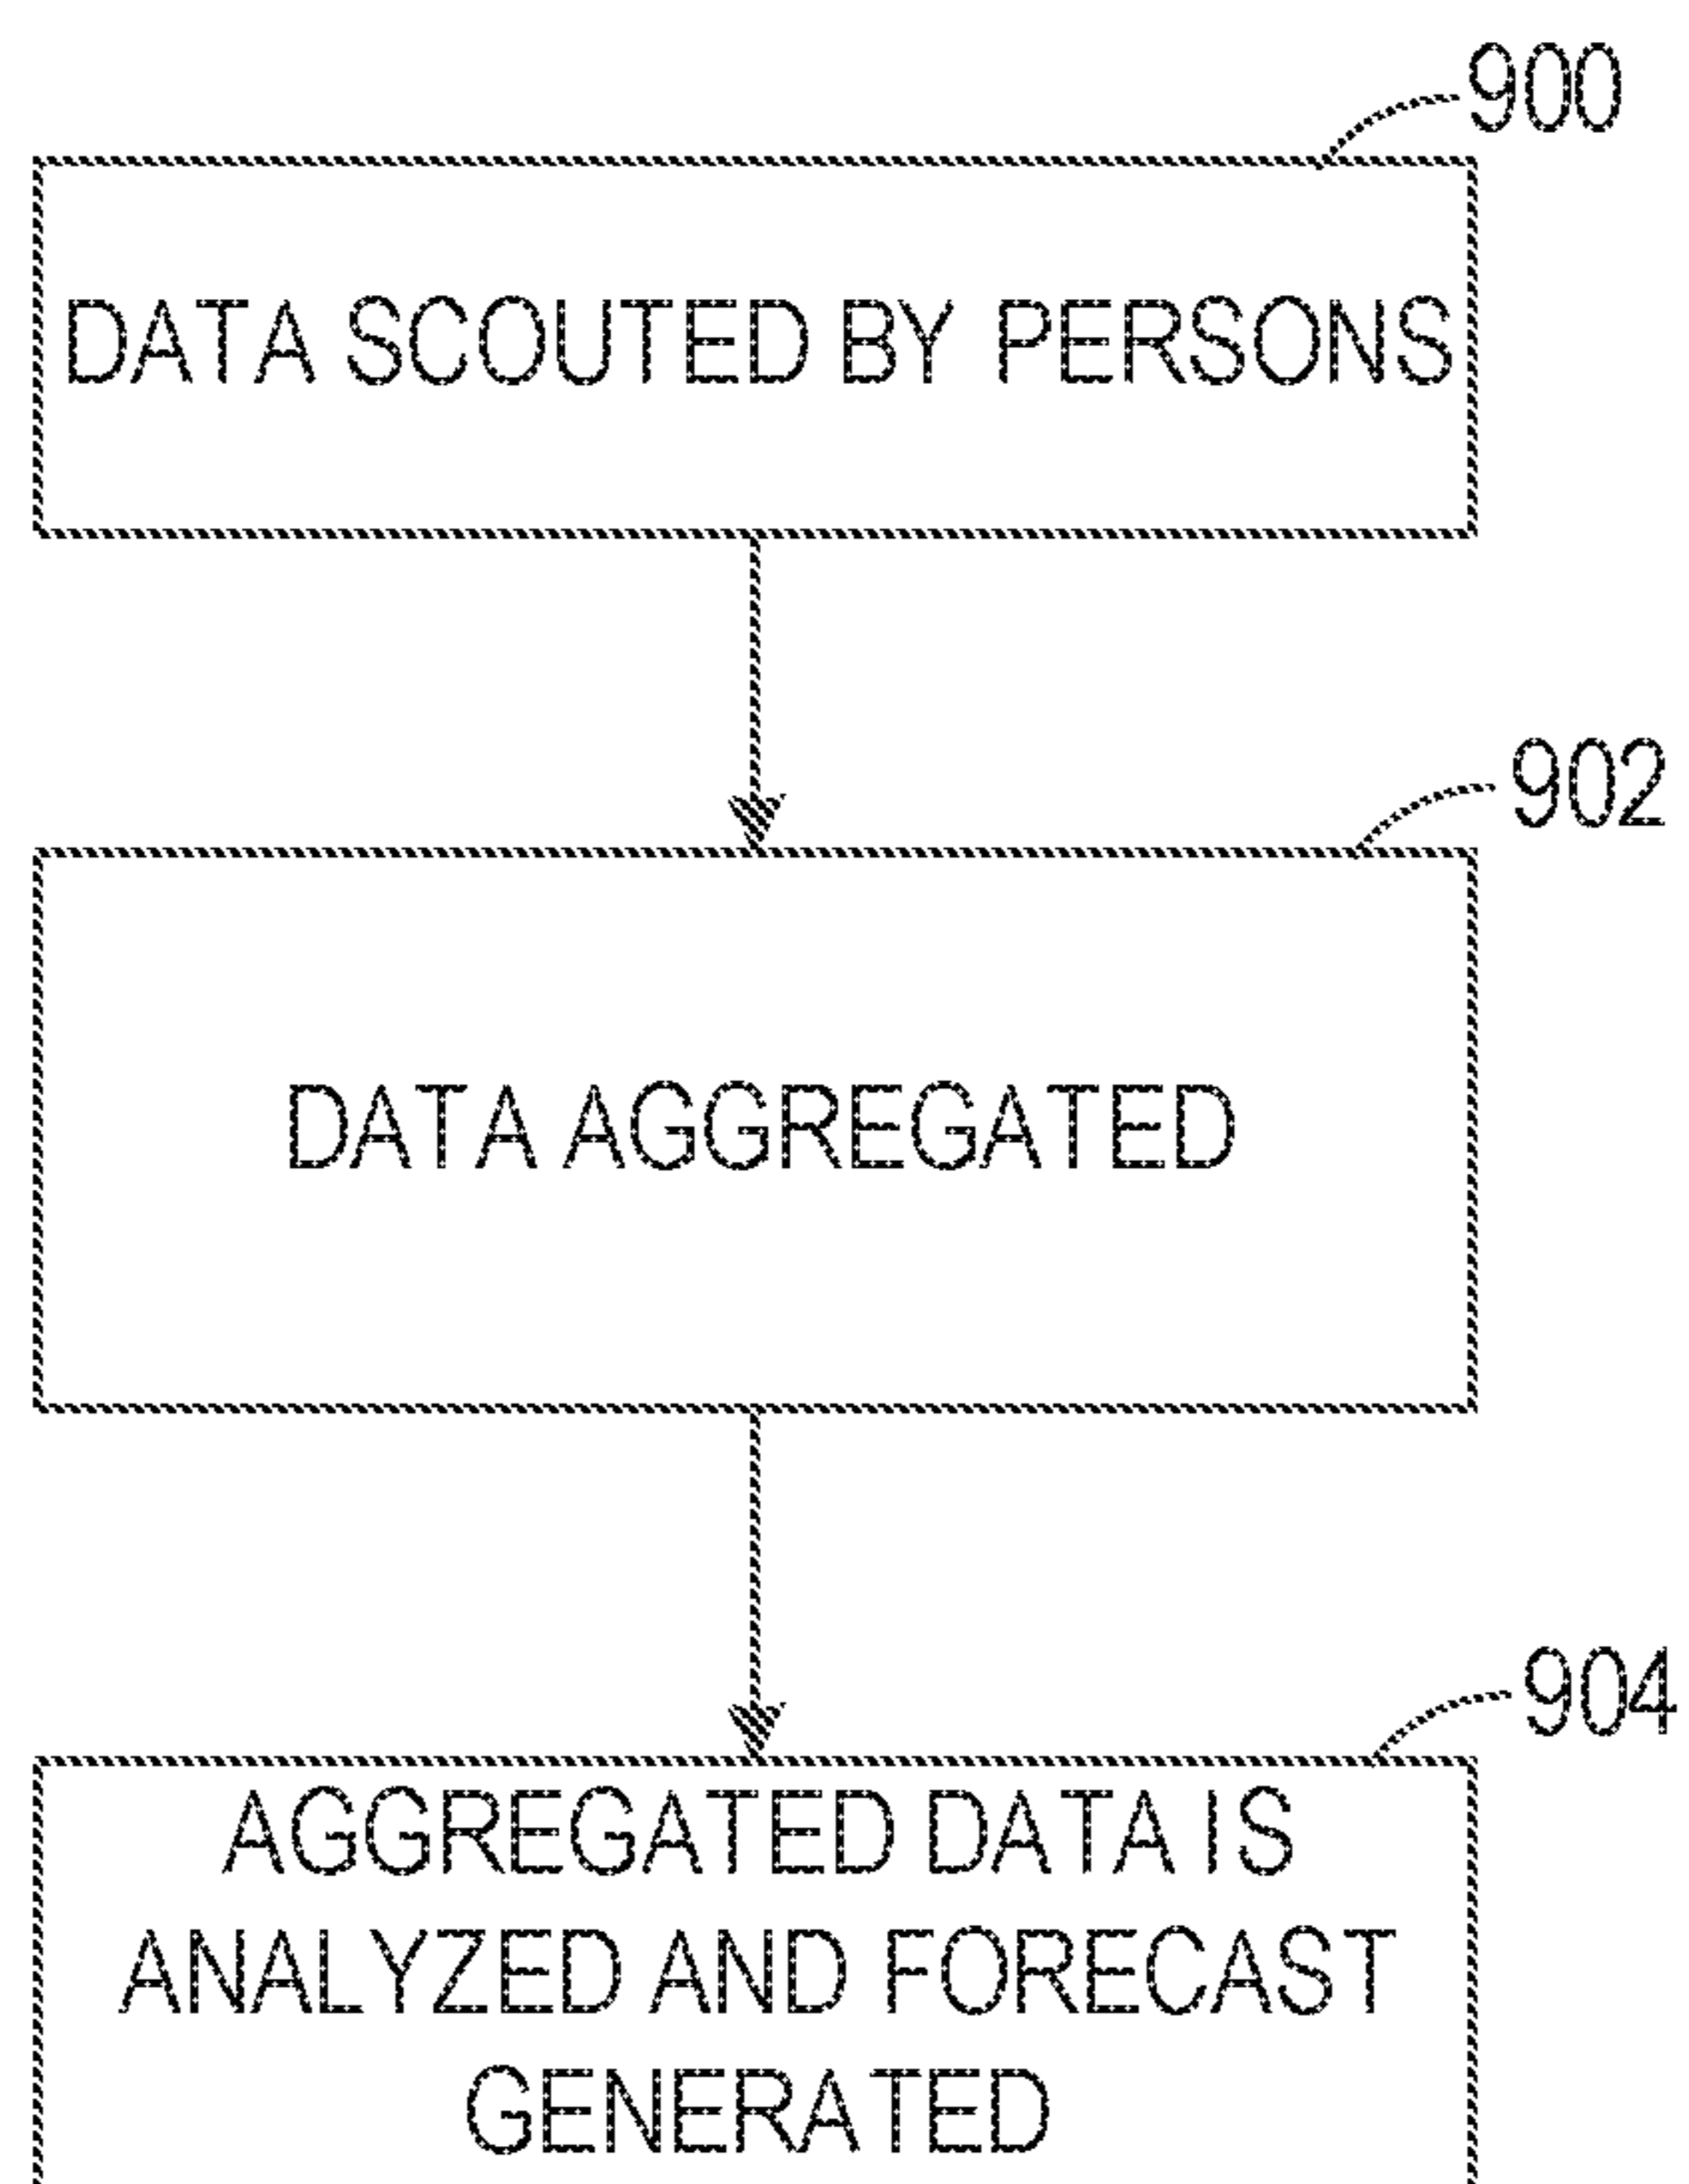 900
DATA SCOUTED BY PERSONS
902
DATA AGGREGATED
904
AGGREGATED DATA IS
ANALYZED AND FORECAST
GENERATED